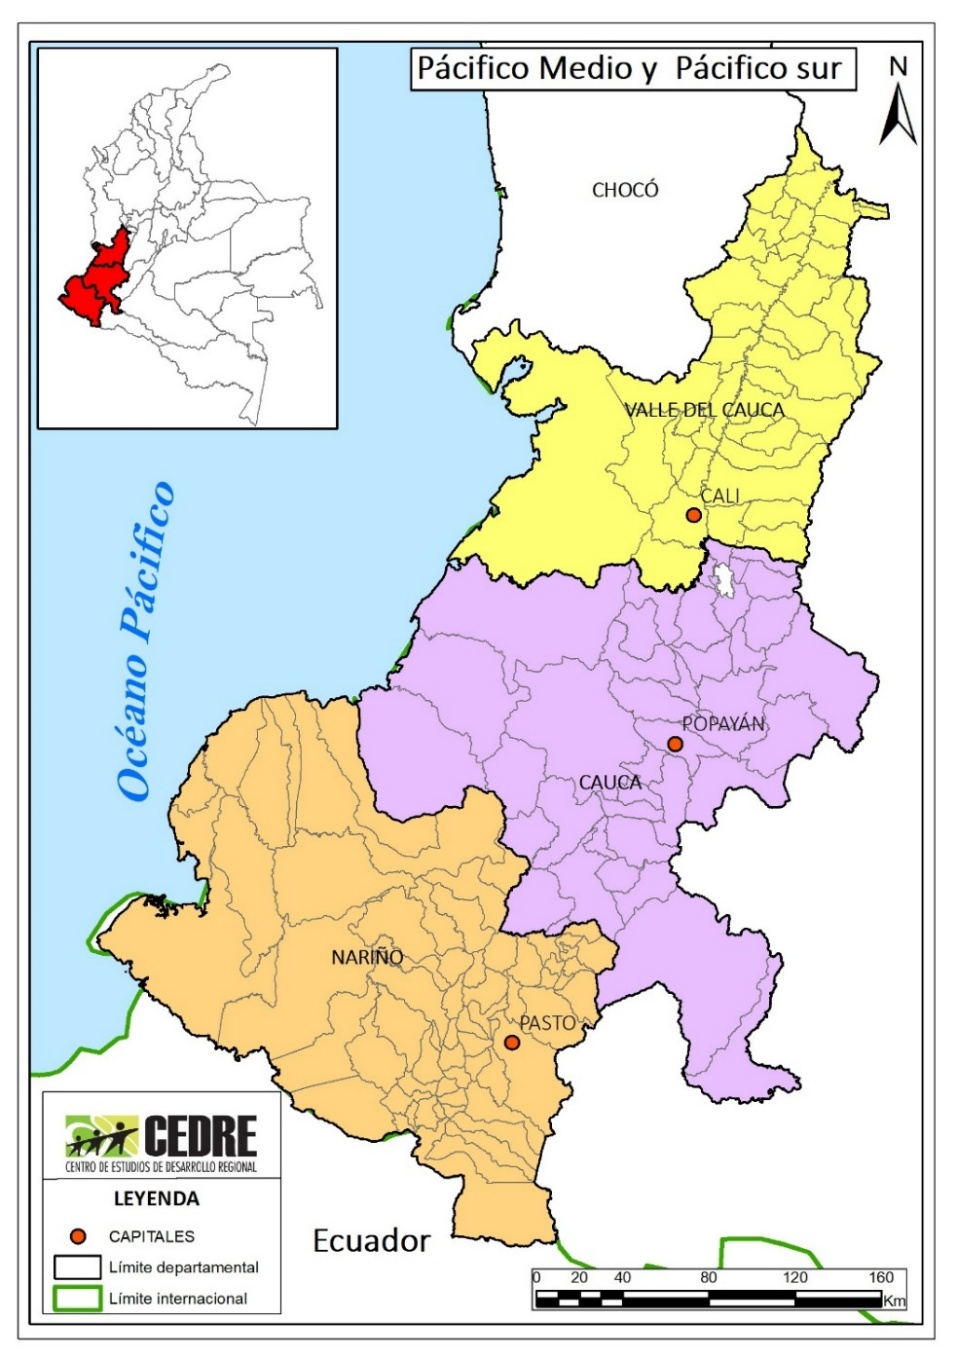 Pácifico Medio y Pácifico sur
N
CHOCÓ
VALLE DEL CAUCA
CALI
Océano Pácifico
POPAYÁN
CAUCA
NARIÑO
PASTO
CEDRE
CENTRO DE ESTUDIOS DE DESARROLLO REGIONAL
LEYENDA
CAPITALES
Límite departamental
Límite internacional
Ecuador
0 20 40 80 120 160
Km